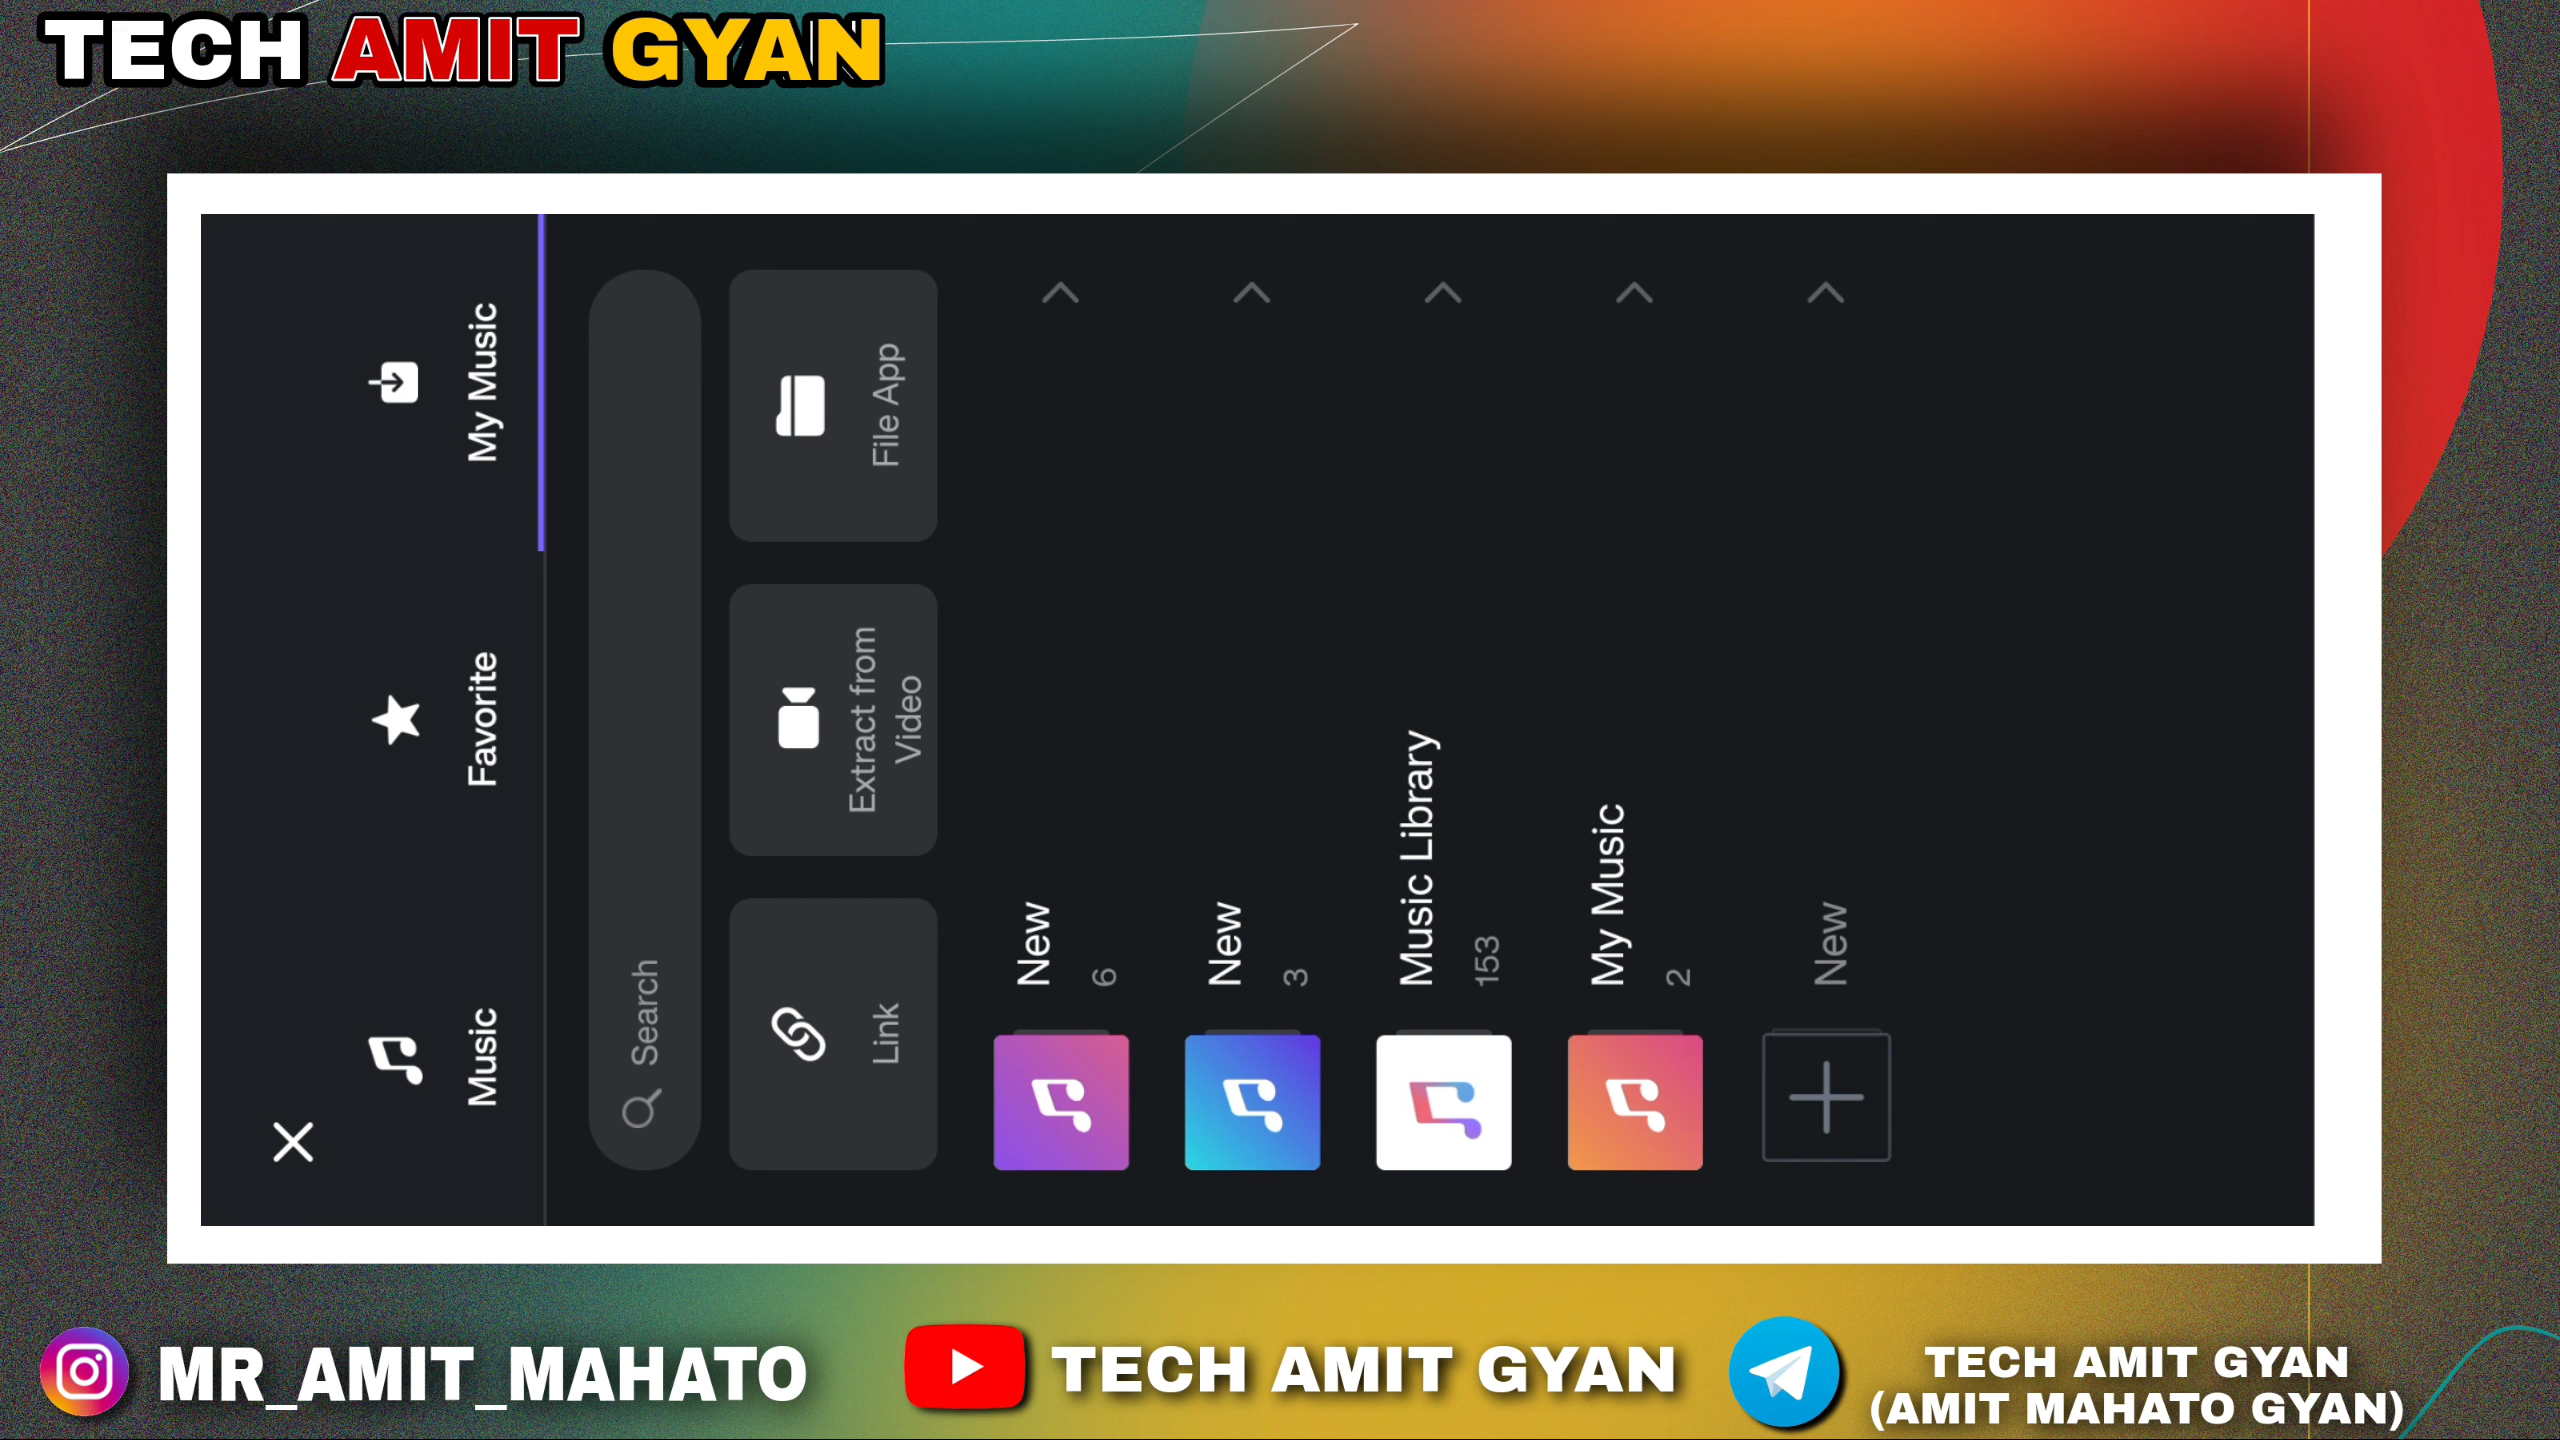 TECH AMIT GYAN
Music
Favorite
My Music
Search
Link
Extract from
Video
File App
New
6
New
3
Music Library
153
My Music
2
New
MR_AMIT_MAHATO
TECH AMIT GYAN
TECH AMIT GYAN
(AMIT MAHATO GYAN)